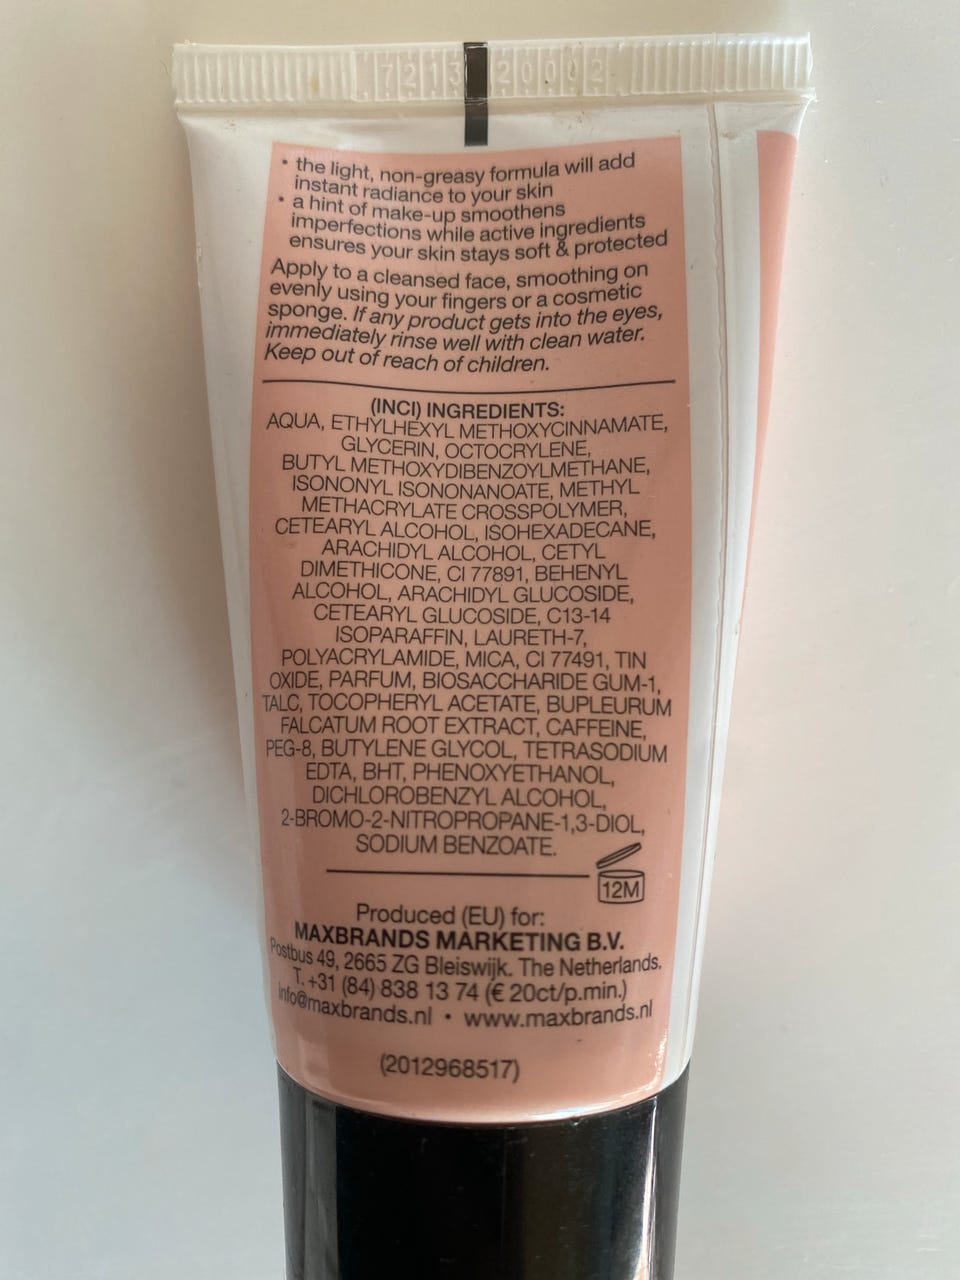 7213 20002
• the light, non-greasy formula will add
instant radiance to your skin
• a hint of make-up smoothens
imperfections while active ingredients
ensures your skin stays soft & protected
Apply to a cleansed face, smoothing on
evenly using your fingers or a cosmetic
sponge. If any product gets into the eyes,
immediately rinse well with clean water.
Keep out of reach of children.
(INCI) INGREDIENTS:
AQUA, ETHYLHEXYL METHOXYCINNAMATE,
GLYCERIN, OCTOCRYLENE,
BUTYL METHOXYDIBENZOYLMETHANE,
ISONONYL ISONONANOATE, METHYL
METHACRYLATE CROSSPOLYMER,
CETEARYL ALCOHOL, ISOHEXADECANE,
ARACHIDYL ALCOHOL, CETYL
DIMETHICONE, CI 77891, BEHENYL
ALCOHOL, ARACHIDYL GLUCOSIDE,
CETEARYL GLUCOSIDE, C13-14
ISOPARAFFIN, LAURETH-7,
POLYACRYLAMIDE, MICA, CI 77491, TIN
OXIDE, PARFUM, BIOSACCHARIDE GUM-1,
TALC, TOCOPHERYL ACETATE, BUPLEURUM
FALCATUM ROOT EXTRACT, CAFFEINE,
PEG-8, BUTYLENE GLYCOL, TETRASODIUM
EDTA, BHT, PHENOXYETHANOL,
DICHLOROBENZYL ALCOHOL,
2-BROMO-2-NITROPROPANE-1,3-DIOL,
SODIUM BENZOATE.
12M
Produced (EU) for:
MAXBRANDS MARKETING B.V.
Postbus 49, 2665 ZG Bleiswijk. The Netherlands.
T. +31 (84) 838 13 74 (€ 20ct/p.min.)
info@maxbrands.nl • www.maxbrands.nl
(2012968517)